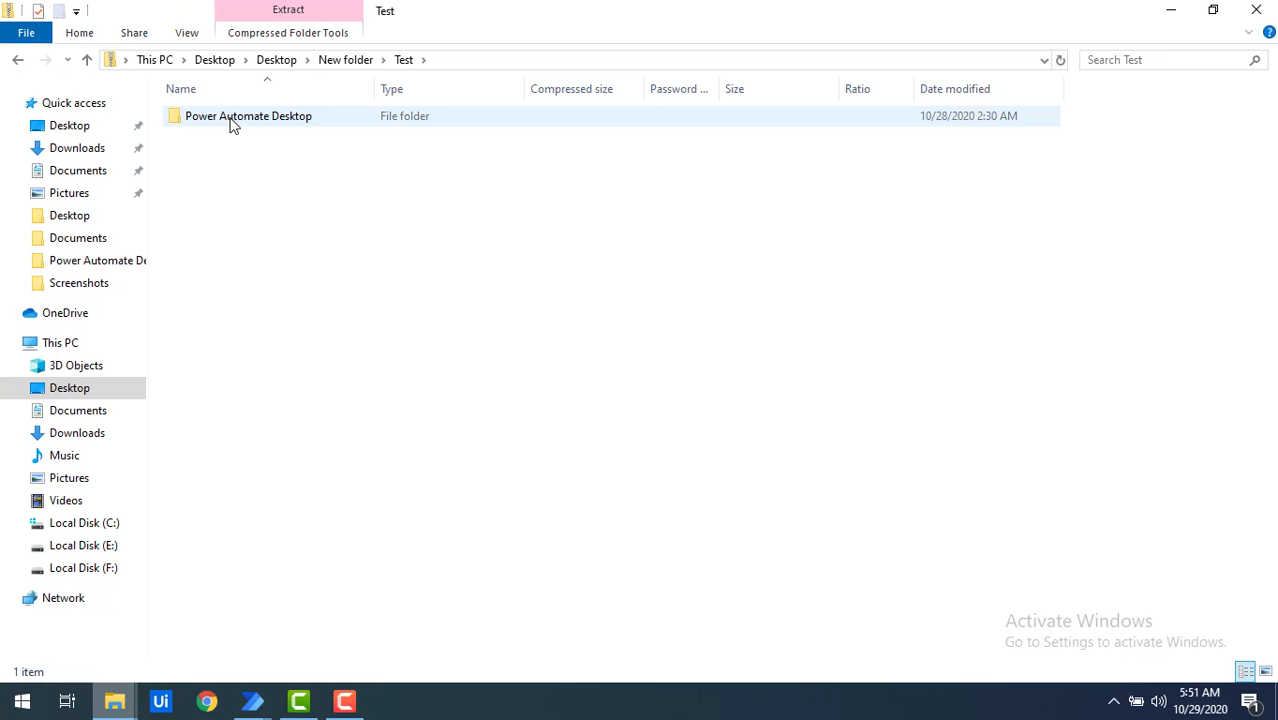 Extract
Test
File
Home
Share
View
Compressed Folder Tools
This PC
Desktop
Desktop
New folder
Test
Search Test
Name
Type
Compressed size
Password ...
Size
Ratio
Date modified
Power Automate Desktop
File folder
10/28/2020 2:30 AM
Quick access
Desktop
Downloads
Documents
Pictures
Desktop
Documents
Power Automate De
Screenshots
OneDrive
This PC
3D Objects
Desktop
Documents
Downloads
Music
Pictures
Videos
Local Disk (C:)
Local Disk (E:)
Local Disk (F:)
Network
Activate Windows
Go to Settings to activate Windows.
1 item
Ui
5:51 AM
10/29/2020
1